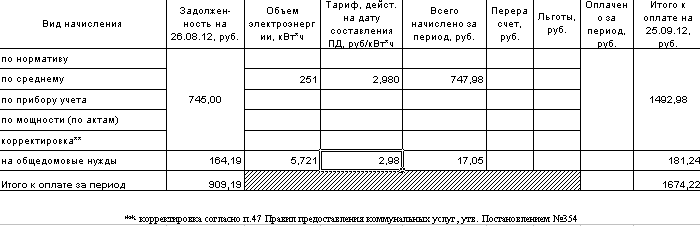 Вид начисления | Задолжен-ность на 26.08.12, руб. | Объем электроэнергии, кВт*ч | Тариф, дейст. на дату составления ПД, руб/кВт*ч | Всего начислено за период, руб. | Перерасчет, руб. | Льготы, руб. | Оплачено за период, руб. | Итого к оплате на 25.09.12, руб.
по нормативу
по среднему 251 2,980 747,98
по прибору учета 745,00 1492,98
по мощности (по актам)
корректировка**
на общедомовые нужды 164,19 5,721 2,98 17,05 181,24
Итого к оплате за период 909,19 1674,22
*** корректировка согласно п.47 Правил предоставления коммунальных услуг, утв. Постановлением №354